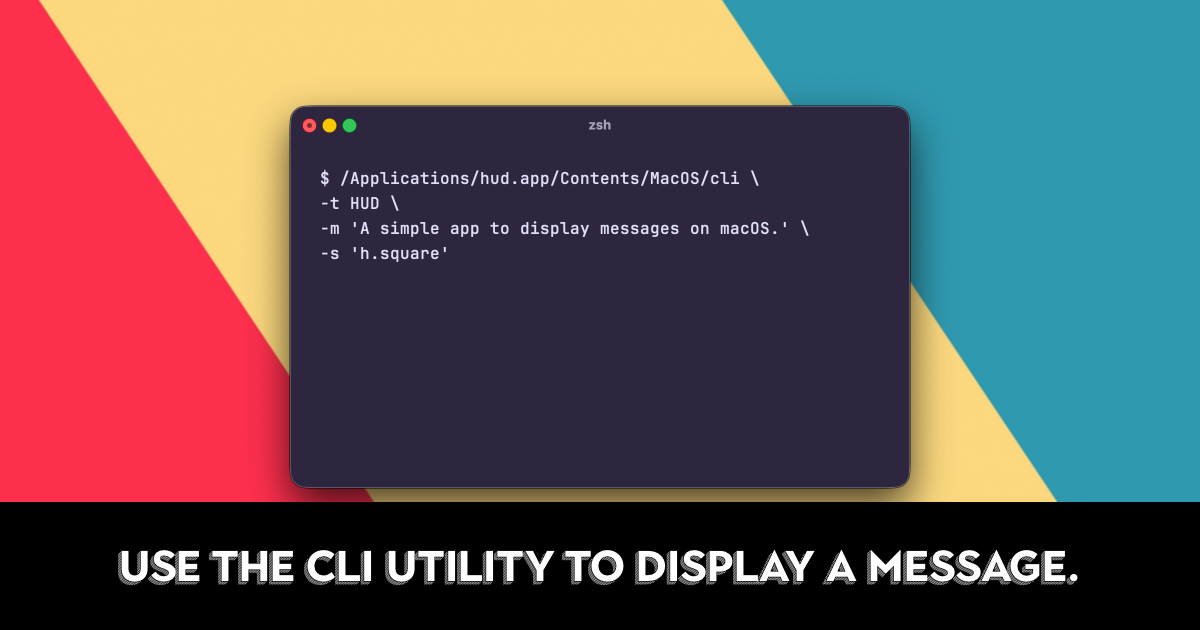 zsh
$ /Applications/hud.app/Contents/MacOS/cli \
-t HUD \
-m 'A simple app to display messages on macOS.' \
-s 'h.square'
USE THE CLI UTILITY TO DISPLAY A MESSAGE.